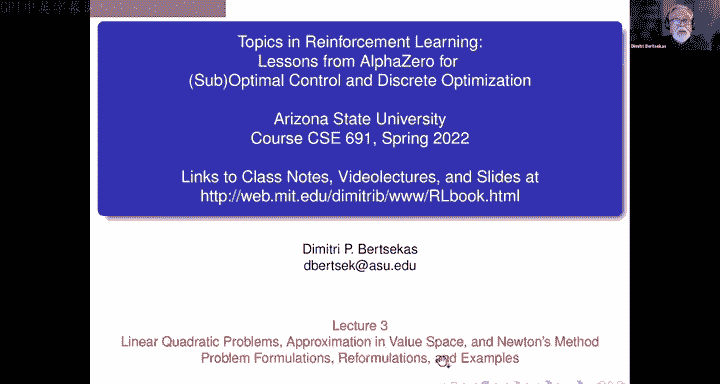 Topics in Reinforcement Learning:
Lessons from AlphaZero for
(Sub)Optimal Control and Discrete Optimization
Arizona State University
Course CSE 691, Spring 2022
Links to Class Notes, Videolectures, and Slides at
http://web.mit.edu/dimitrib/www/RLbook.html
Dimitri P. Bertsekas
dbertsek@asu.edu
Lecture 3
Linear Quadratic Problems, Approximation in Value Space, and Newton's Method
Problem Formulations, Reformulations, and Examples
Dimitri Bertsekas